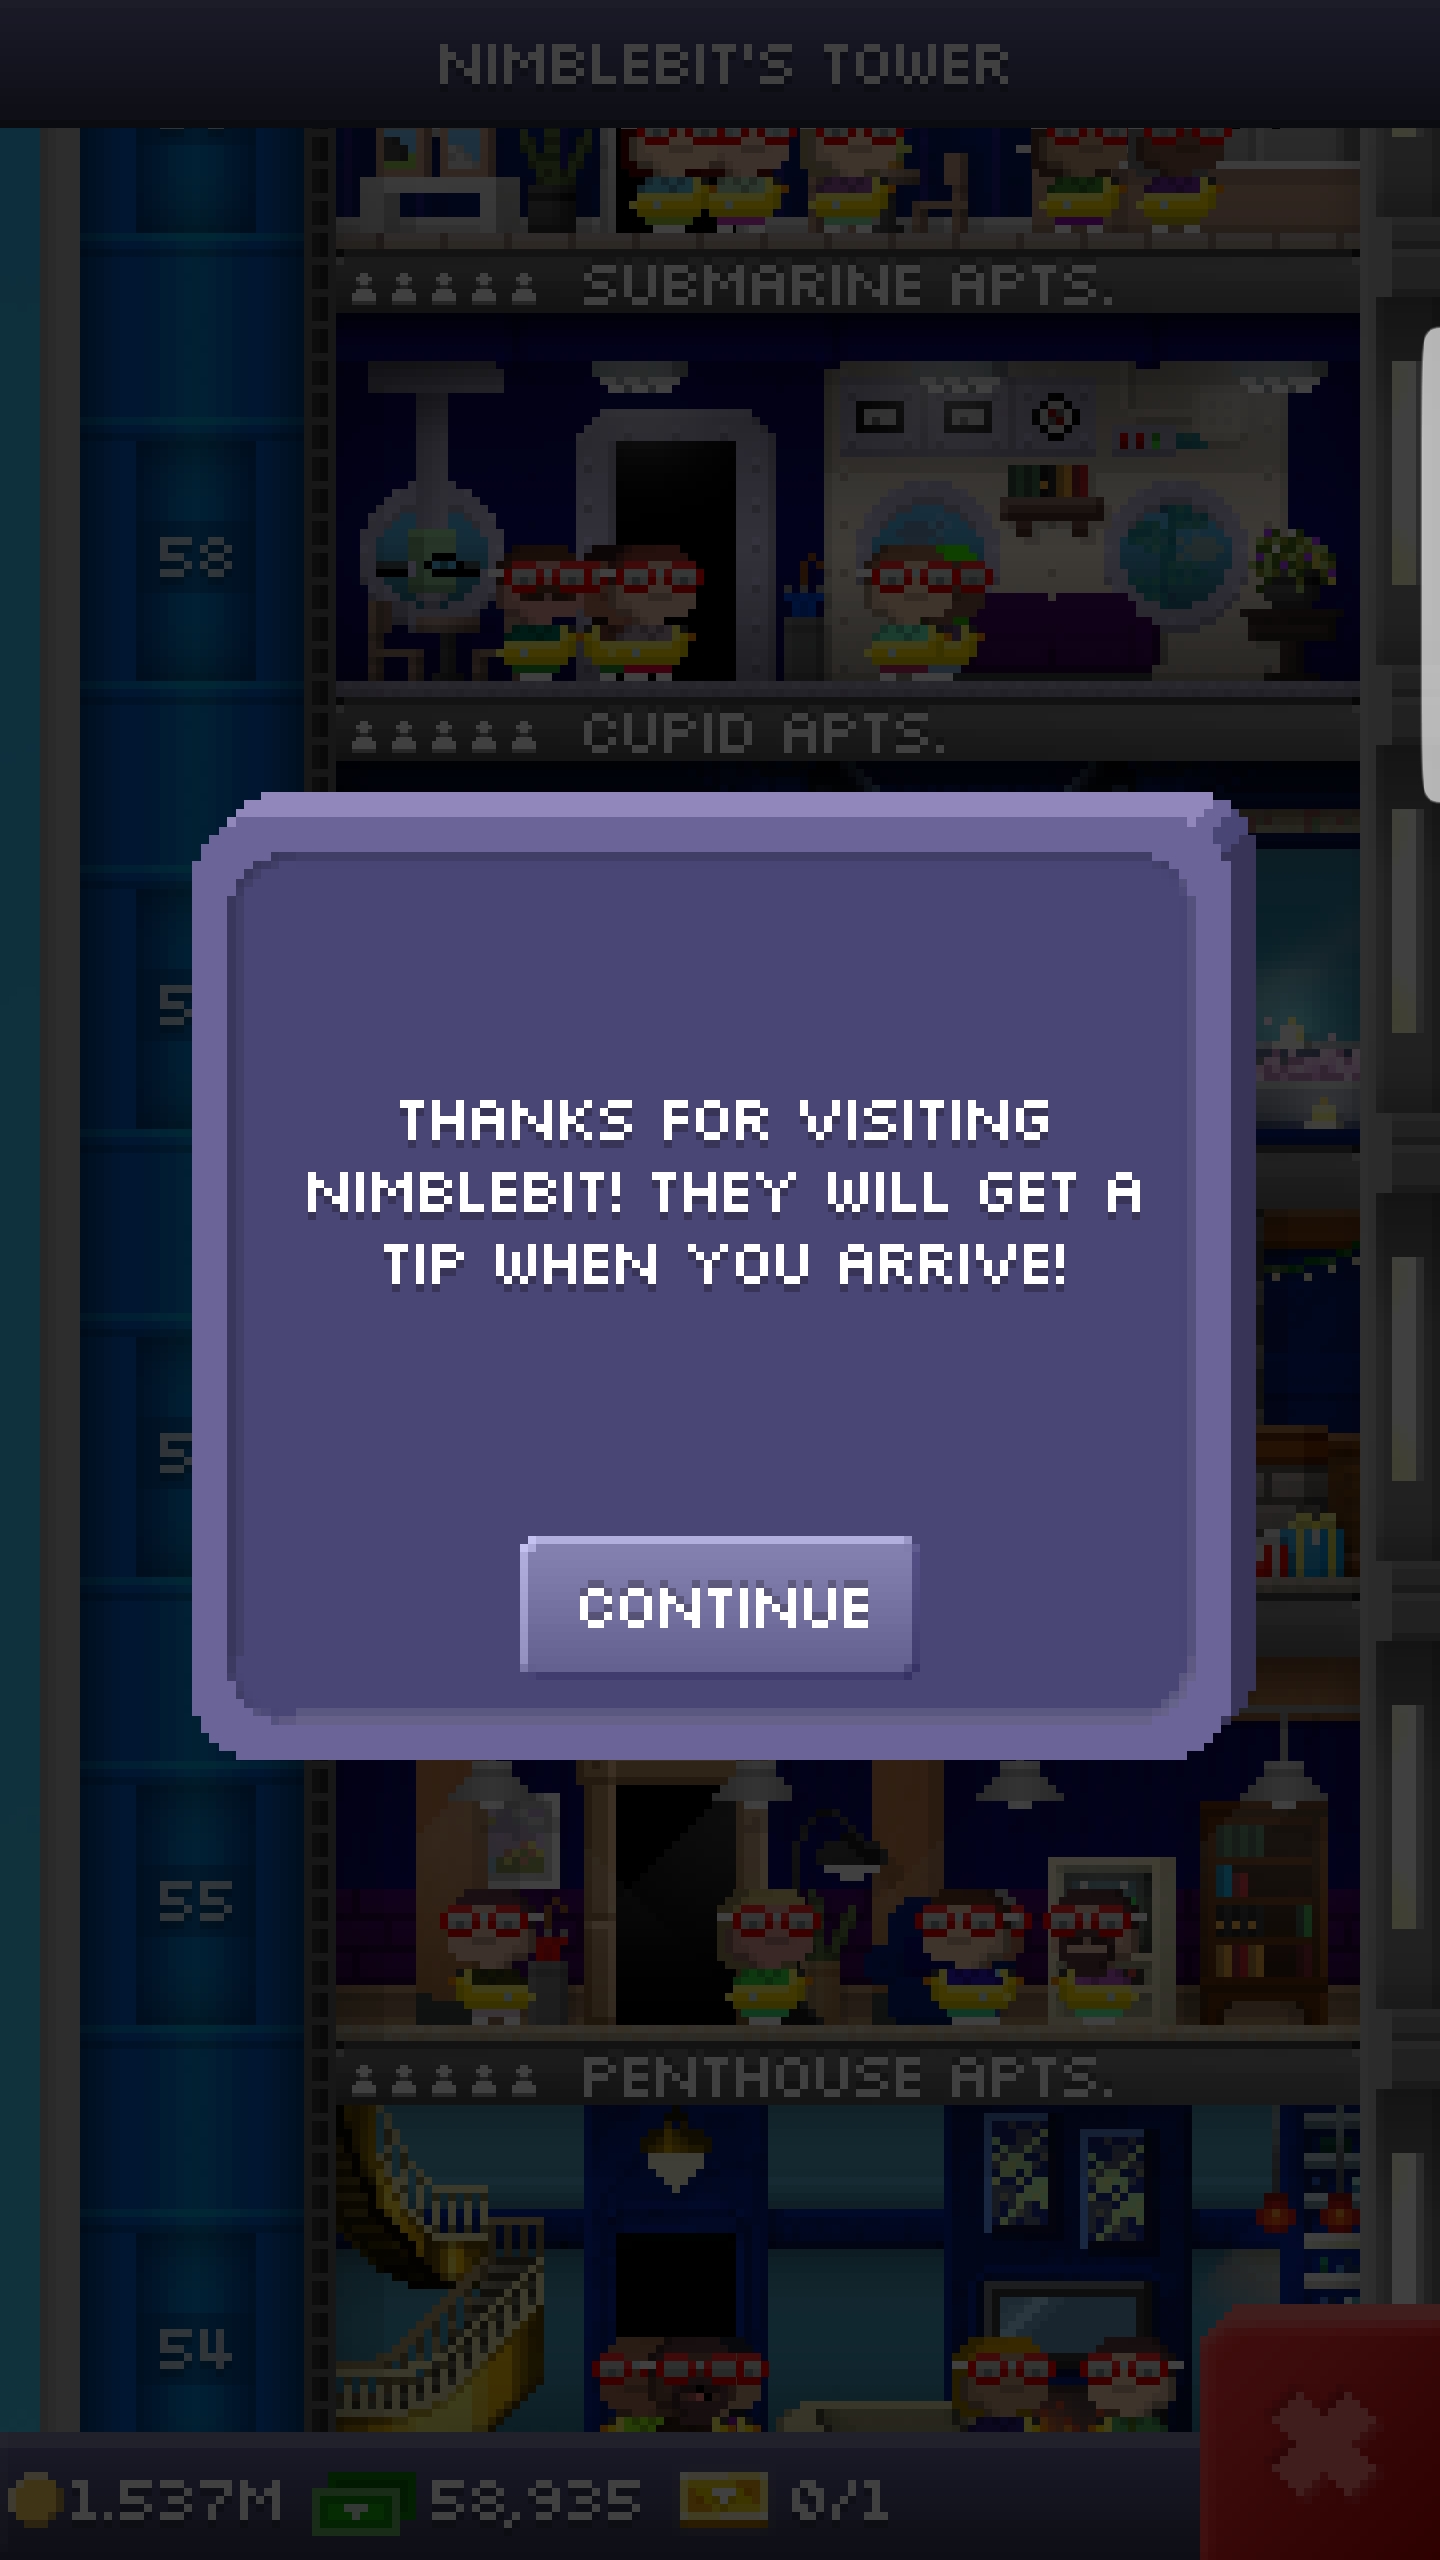 NIMBLEBIT'S TOWER
SUBMARINE APTS.
58
CUPID APTS.
THANKS FOR VISITING
NIMBLEBIT! THEY WILL GET A
TIP WHEN YOU ARRIVE!
CONTINUE
55
PENTHOUSE APTS.
54
1.537M 58,935 0/1